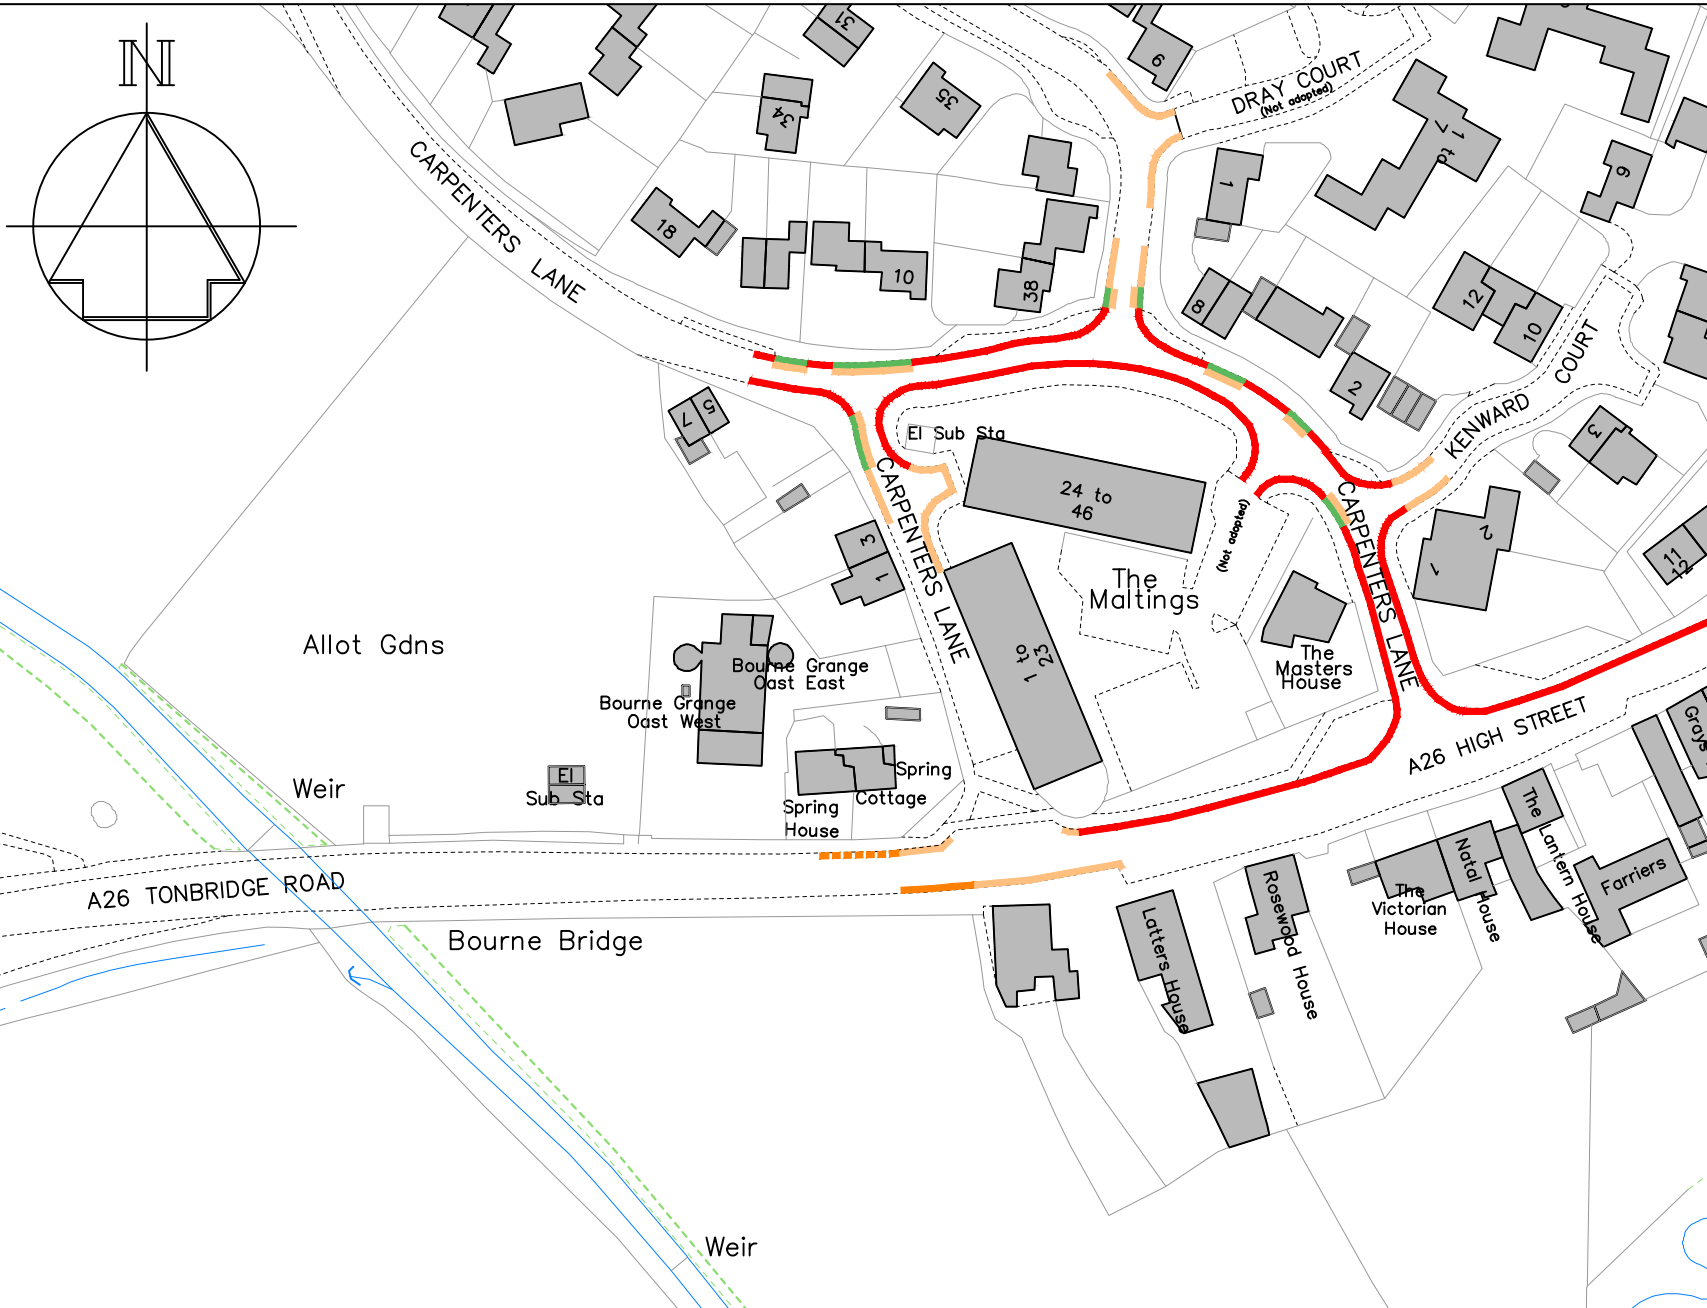 N
31
9
DRAY COURT
(Not adopted)
34
35
1 to
7
CARPENTERS LANE
1
9
18
10
38
8
12
10
2
COURT
KENWARD
5
7
El Sub Sta
3
24 to
46
CARPENTERS LANE
(Not adopted)
CARPENTERS LANE
2
1
3
1
11
12
The
Maltings
Allot Gdns
1 to
23
The
Masters
House
Bourne Grange
Oast East
Bourne Grange
Oast West
A26 HIGH STREET
Grays
El
Sub Sta
Weir
Spring
Cottage
Spring
House
The
Lantern House
Natal House
Farriers
A26 TONBRIDGE ROAD
The
Victorian
House
Rosewood House
Latters House
Bourne Bridge
Weir